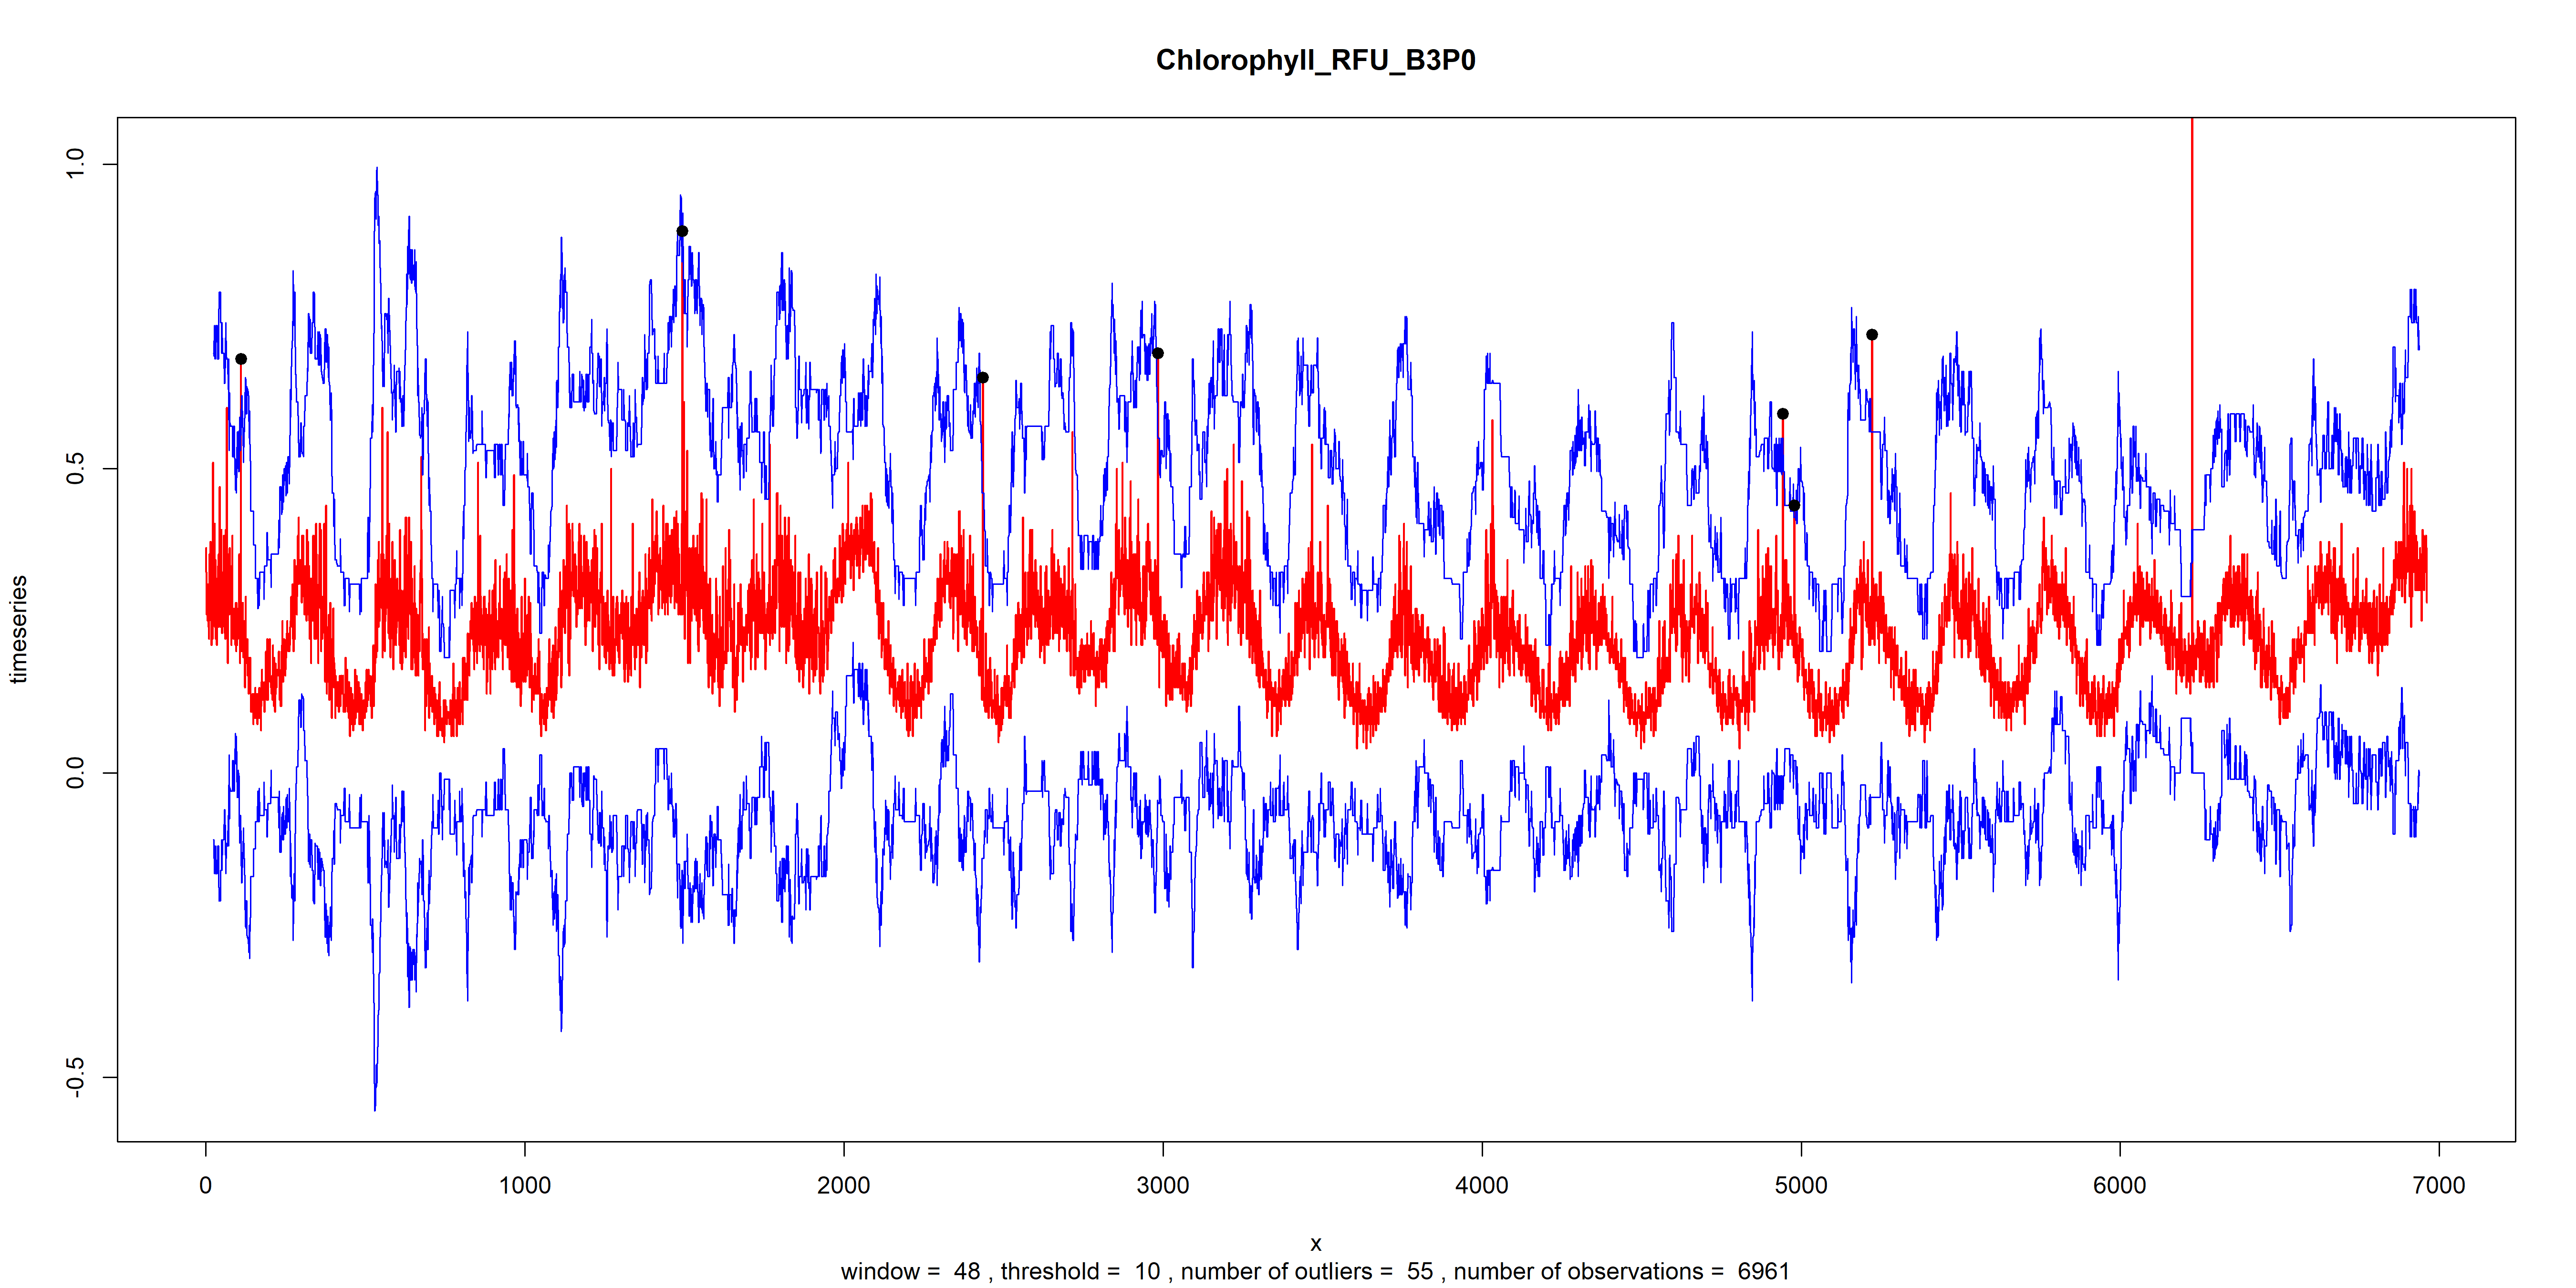 Chlorophyll_RFU_B3P0
timeseries
1.0
0.5
0.0
-0.5
0 1000 2000 3000 4000 5000 6000 7000
x
window = 48 , threshold = 10 , number of outliers = 55 , number of observations = 6961